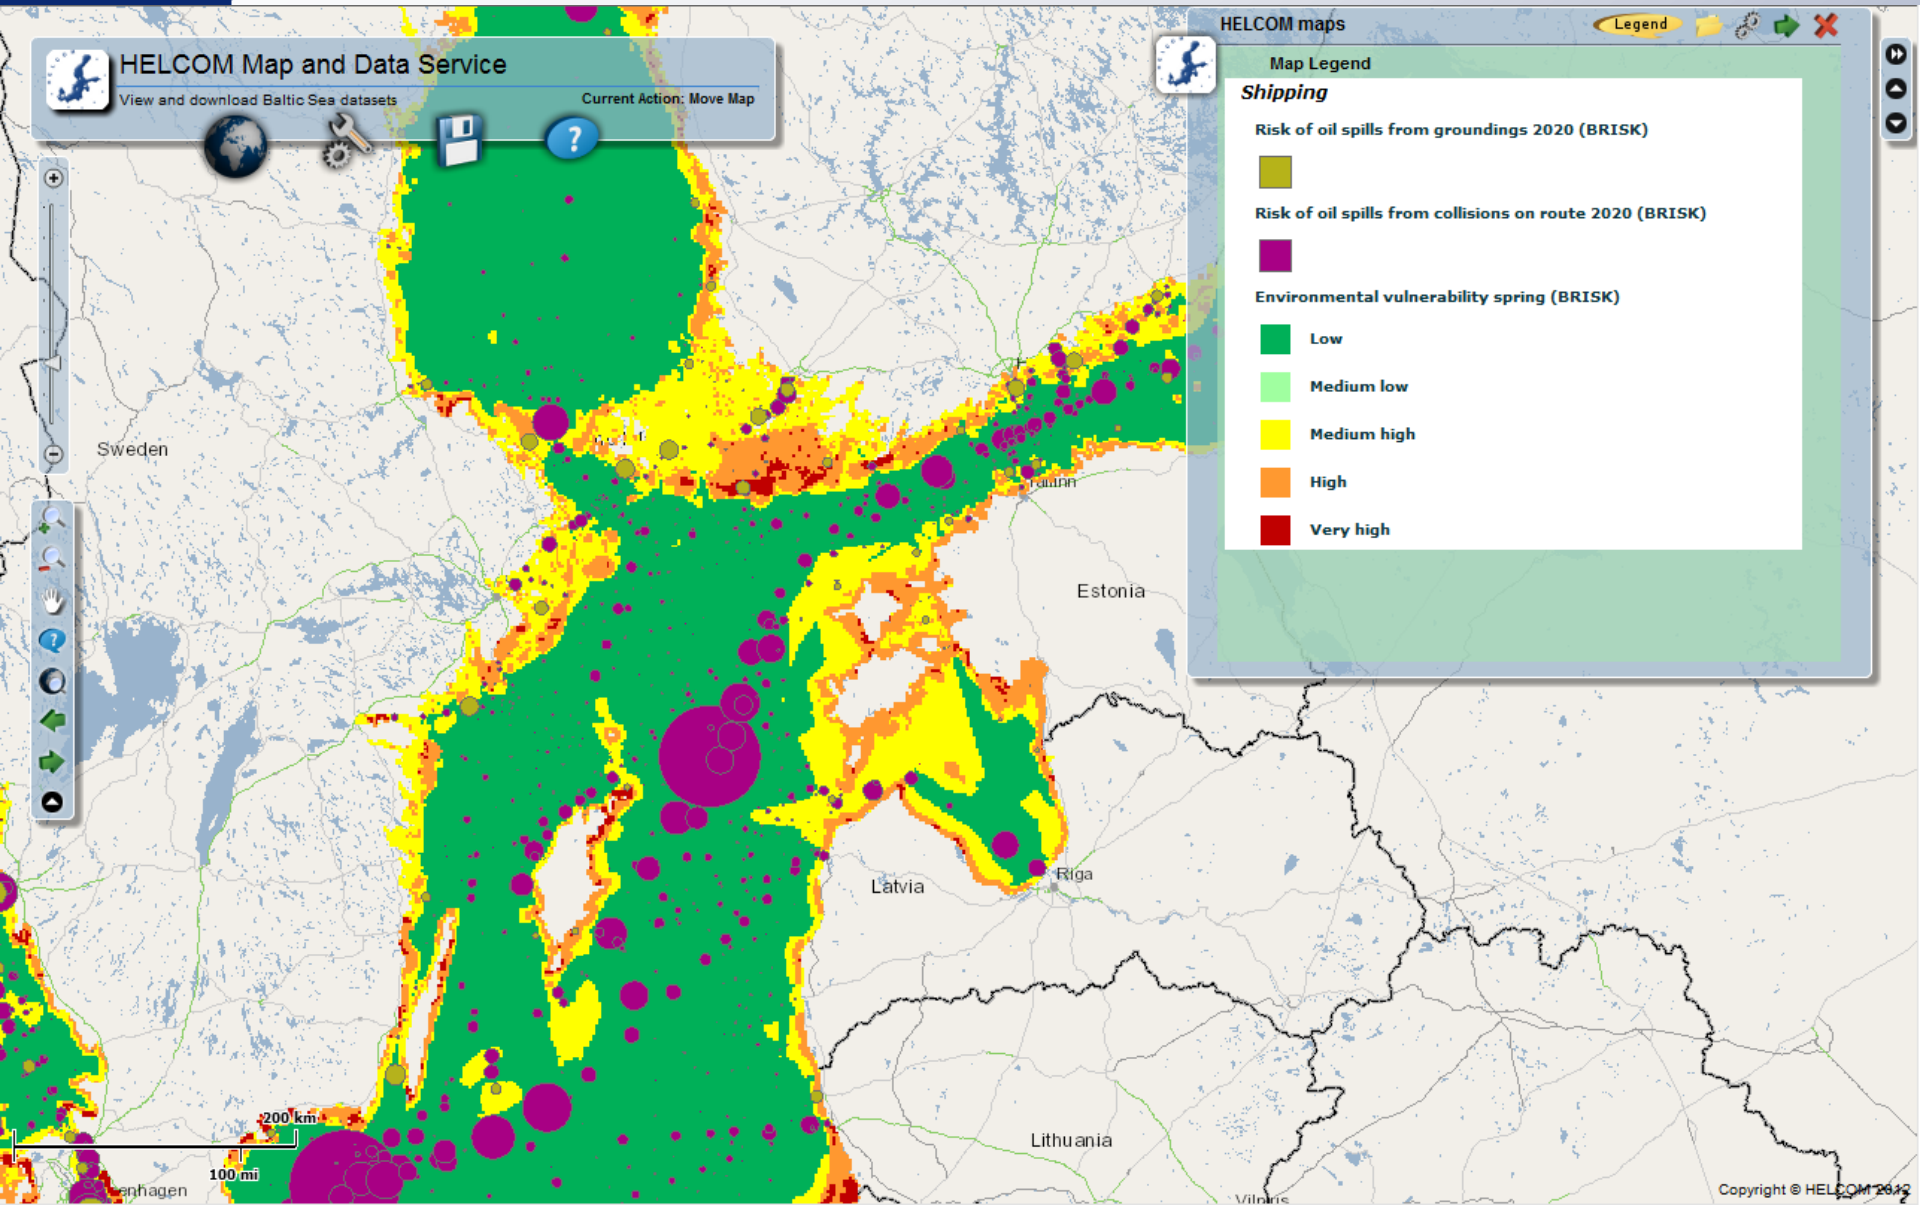 HELCOM Map and Data Service
View and download Baltic Sea datasets
Current Action: Move Map
HELCOM maps
Legend
Map Legend
Shipping
Risk of oil spills from groundings 2020 (BRISK)
Risk of oil spills from collisions on route 2020 (BRISK)
Environmental vulnerability spring (BRISK)
Low
Medium low
Medium high
High
Very high
Sweden
Tallinn
Estonia
Riga
Latvia
Lithuania
200 km
100 mi
enhagen
Vilnius
Copyright © HELCOM 2012